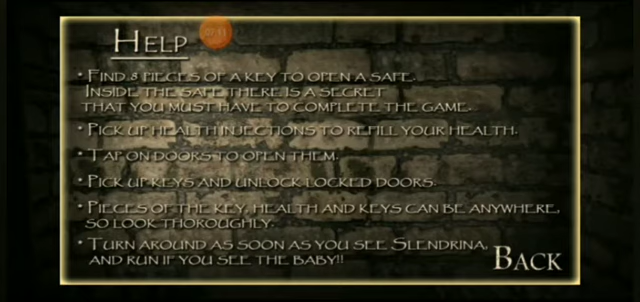 HELP
07:11
• FIND 8 PIECES OF A KEY TO OPEN A SAFE.
INSIDE THE SAFE THERE IS A SECRET
THAT YOU MUST HAVE TO COMPLETE THE GAME.
• PICK UP HEALTH INJECTIONS TO REFILL YOUR HEALTH.
• TAP ON DOORS TO OPEN THEM.
• PICK UP KEYS AND UNLOCK LOCKED DOORS.
• PIECES OF THE KEY, HEALTH AND KEYS CAN BE ANYWHERE,
SO LOOK THOROUGHLY.
• TURN AROUND AS SOON AS YOU SEE SLENDRINA,
AND RUN IF YOU SEE THE BABY!!
BACK